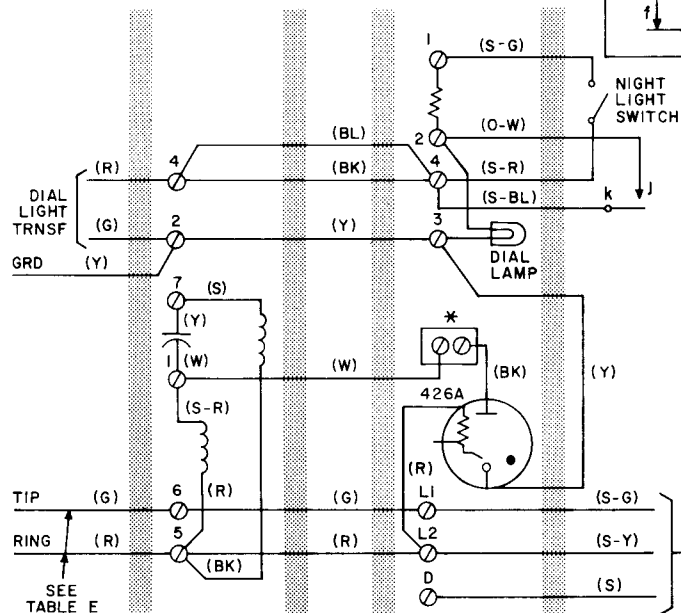 f
1
(S-G)
NIGHT
LIGHT
SWITCH
(BL)
2
(O-W)
(R)
4
(BK)
4
(S-R)
j
DIAL
LIGHT
TRNSF
(S-BL)
k
(G)
2
(Y)
3
GRD
(Y)
DIAL
LAMP
7
(S)
(Y)
*
1
(W)
(W)
(BK)
(Y)
(S-R)
426A
(R)
(R)
TIP
(G)
6
(G)
L1
(S-G)
RING
(R)
5
(R)
L2
(S-Y)
(BK)
SEE
TABLE E
D
(S)